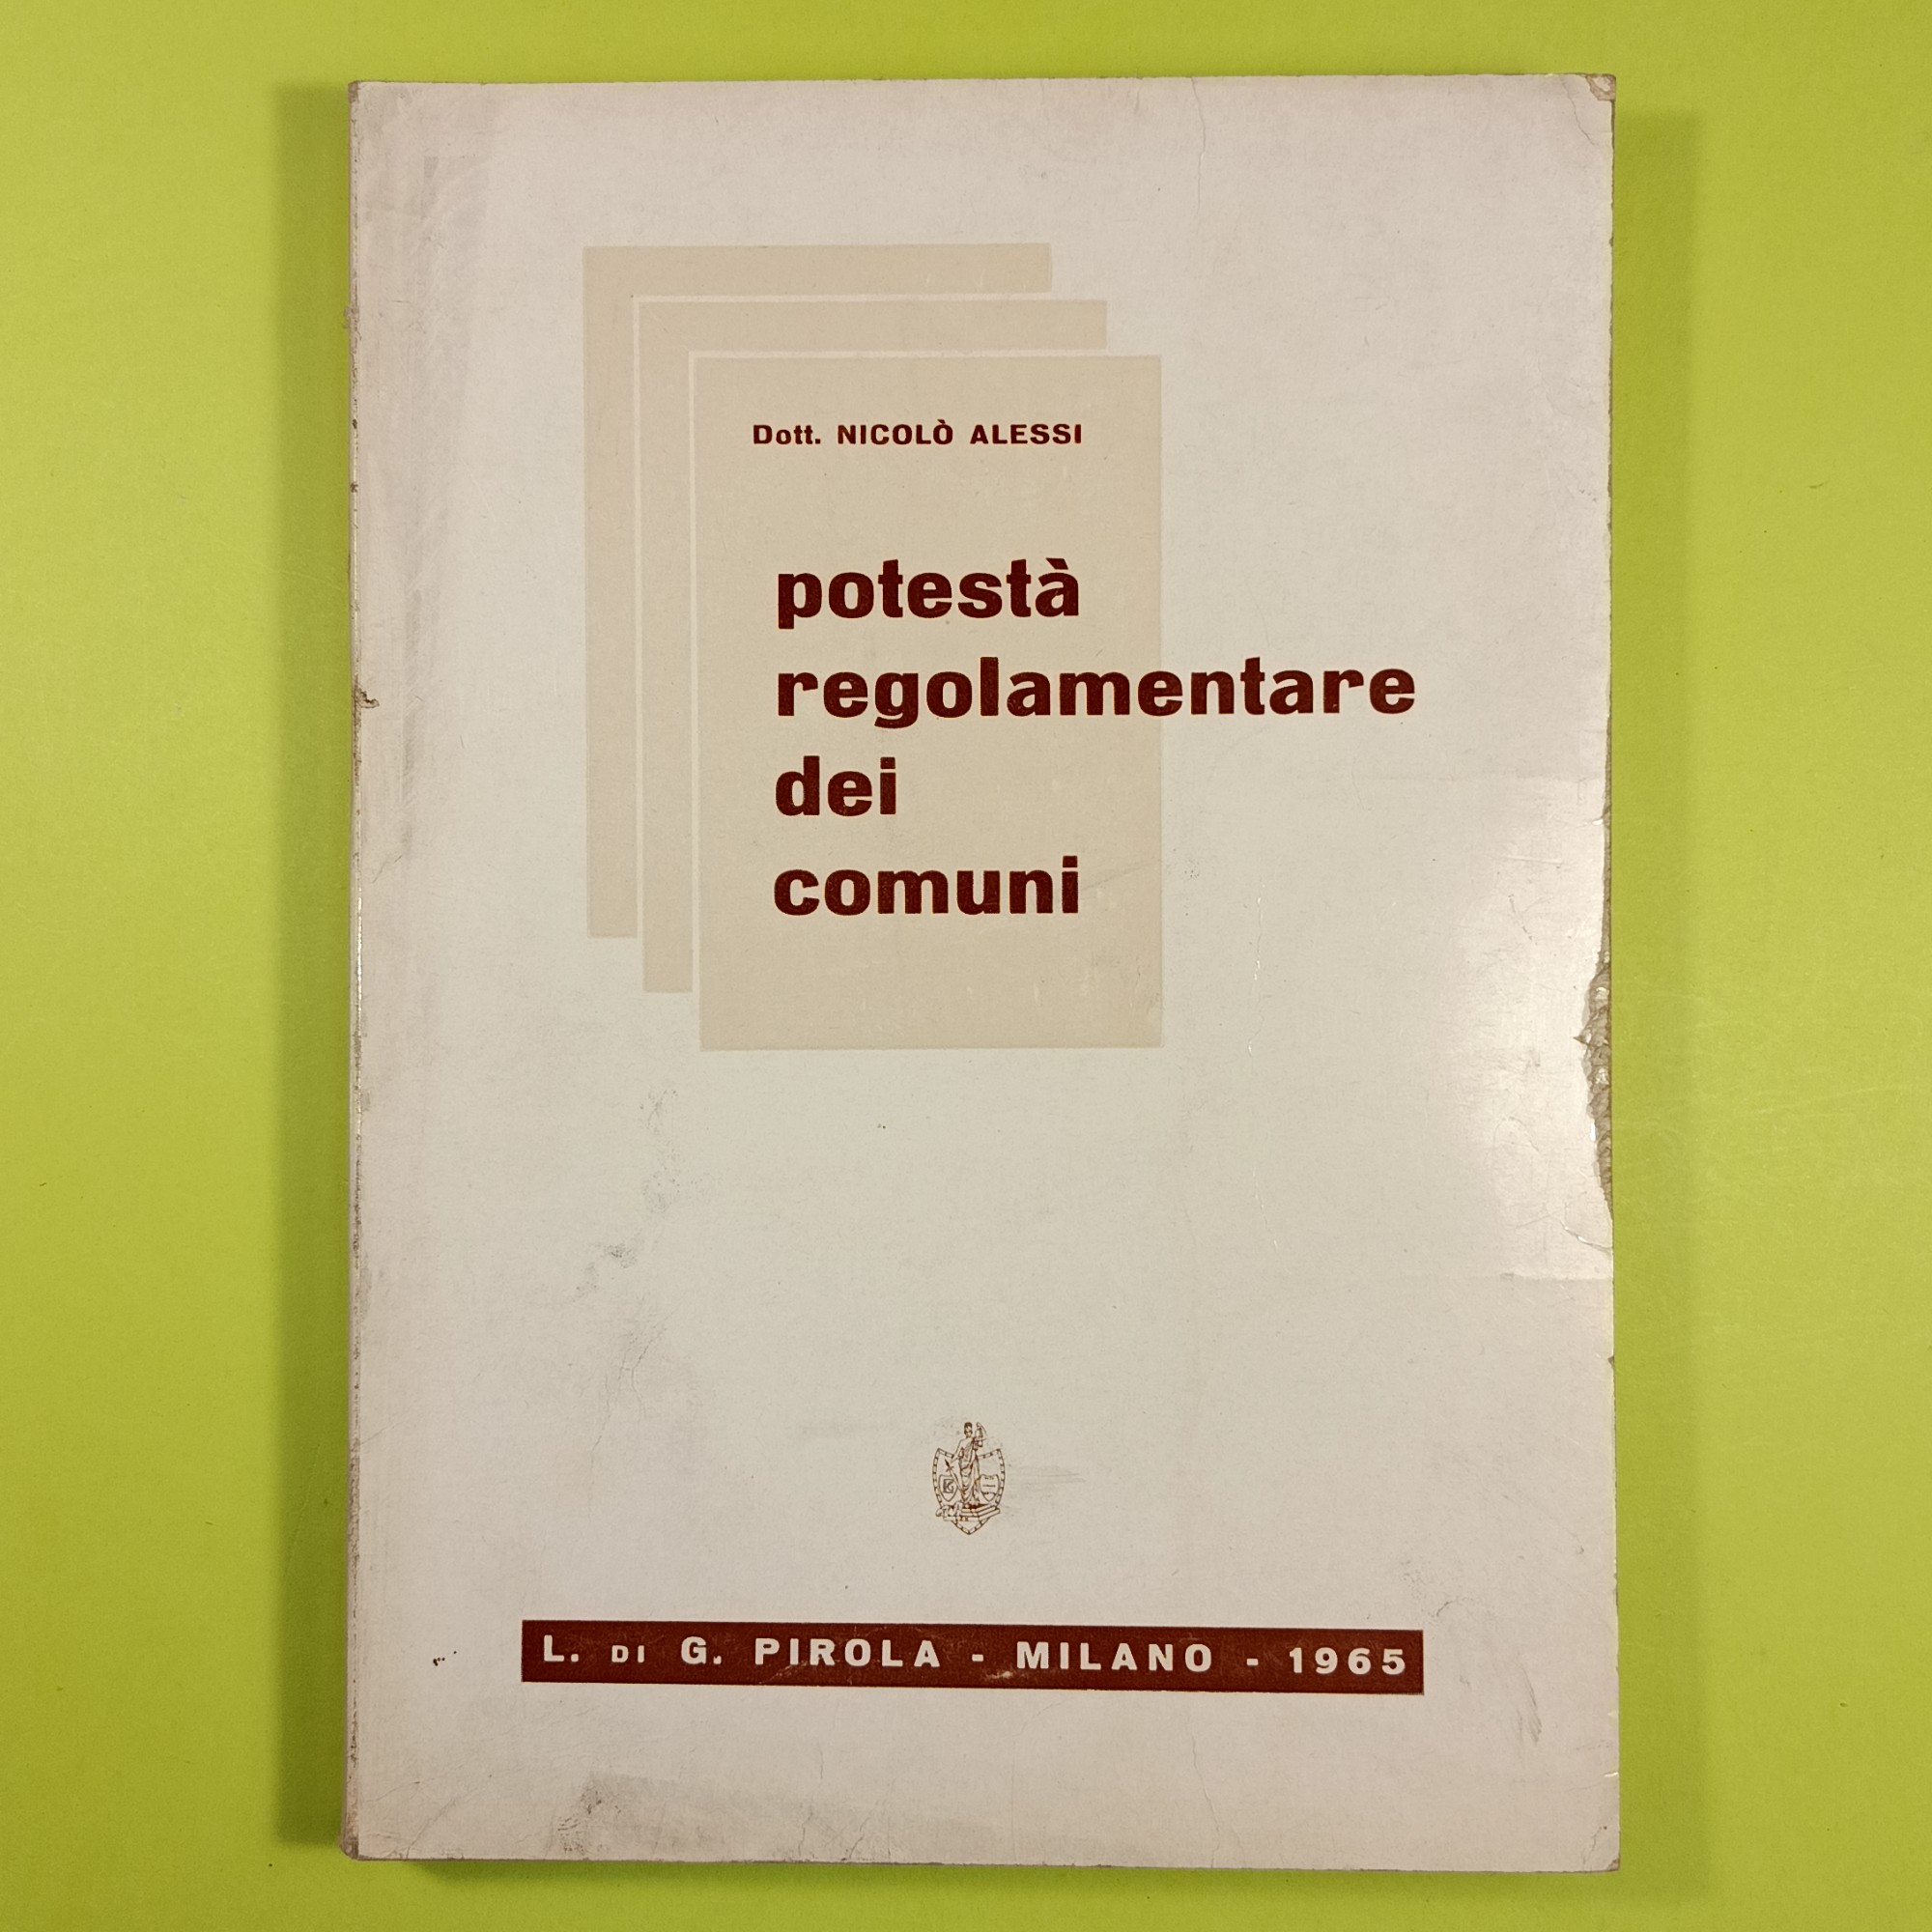 Dott. NICOLÒ ALESSI
potestà
regolamentare
dei
comuni
L. DI G. PIROLA - MILANO - 1965